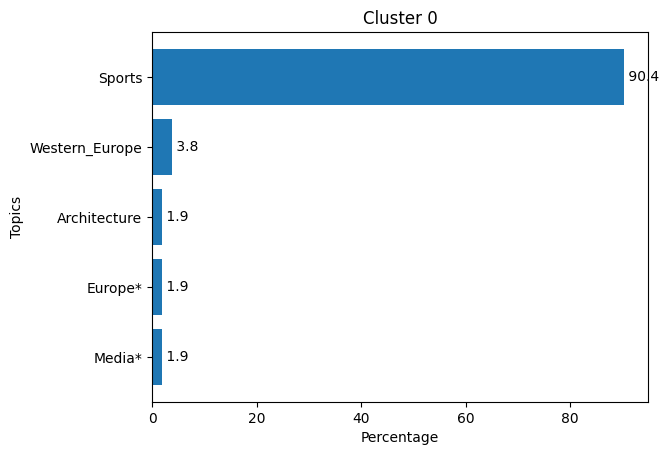 Cluster 0
Topics
Sports
90.4
Western_Europe
3.8
Architecture
1.9
Europe*
1.9
Media*
1.9
0 20 40 60 80
Percentage